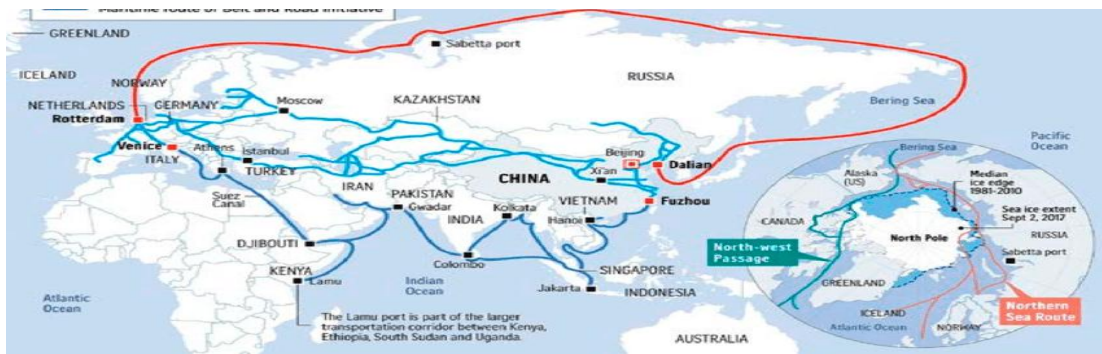 Maritime route of Belt and Road Initiative
GREENLAND
Sabetta port
ICELAND
NORWAY
RUSSIA
NETHERLANDS
GERMANY
Moscow
KAZAKHSTAN
Bering Sea
Rotterdam
Pacific
Ocean
Venice
Athens
Istanbul
Beijing
Dalian
Bering Sea
ITALY
TURKEY
CHINA
Xi'an
Alaska
(US)
Median
ice edge
1981-2010
Suez
Canal
IRAN
PAKISTAN
Gwadar
Kolkata
VIETNAM
Fuzhou
INDIA
Hanoi
CANADA
Sea ice extent
Sept 2, 2017
North Pole
RUSSIA
DJIBOUTI
North-west
Passage
Sabetta port
KENYA
Lamu
Colombo
SINGAPORE
GREENLAND
Indian
Ocean
Jakarta
INDONESIA
Atlantic
Ocean
ICELAND
Northern
Sea Route
The Lamu port is part of the larger
transportation corridor between Kenya,
Ethiopia, South Sudan and Uganda.
Atlantic Ocean
NORWAY
AUSTRALIA